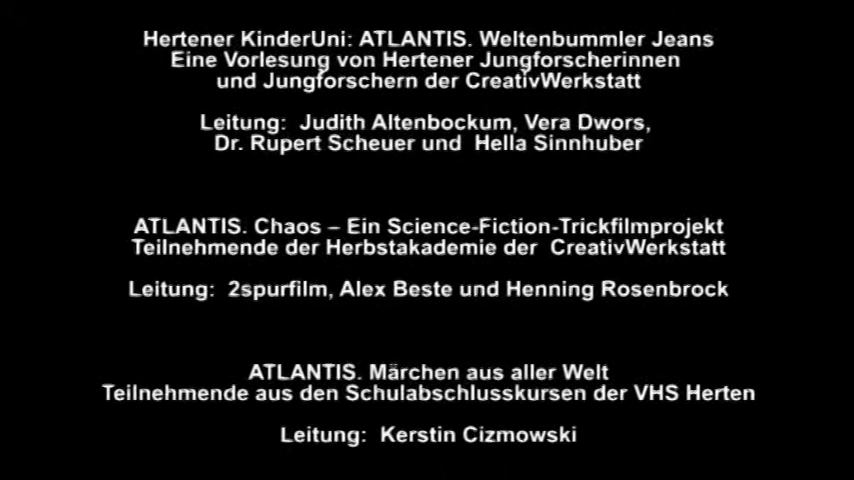 Hertener KinderUni: ATLANTIS. Weltenbummler Jeans
Eine Vorlesung von Hertener Jungforscherinnen
und Jungforschern der CreativWerkstatt
Leitung: Judith Altenbockum, Vera Dwors,
Dr. Rupert Scheuer und Hella Sinnhuber
ATLANTIS. Chaos – Ein Science-Fiction-Trickfilmprojekt
Teilnehmende der Herbstakademie der CreativWerkstatt
Leitung: 2spurfilm, Alex Beste und Henning Rosenbrock
ATLANTIS. Märchen aus aller Welt
Teilnehmende aus den Schulabschlusskursen der VHS Herten
Leitung: Kerstin Cizmowski